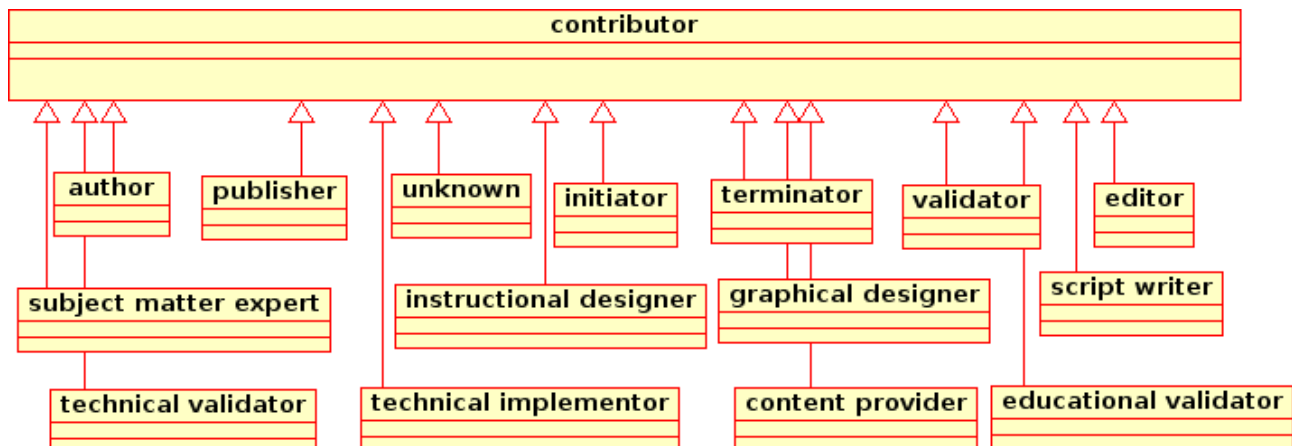 contributor
author
publisher
unknown
initiator
terminator
validator
editor
subject matter expert
instructional designer
graphical designer
script writer
technical validator
technical implementor
content provider
educational validator